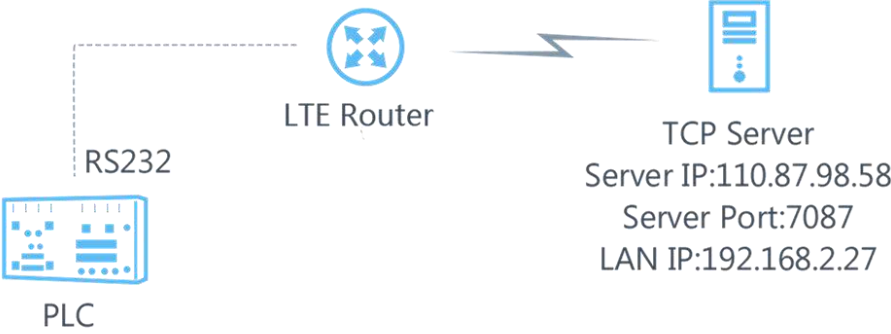 LTE Router
RS232
PLC
TCP Server
Server IP:110.87.98.58
Server Port:7087
LAN IP:192.168.2.27